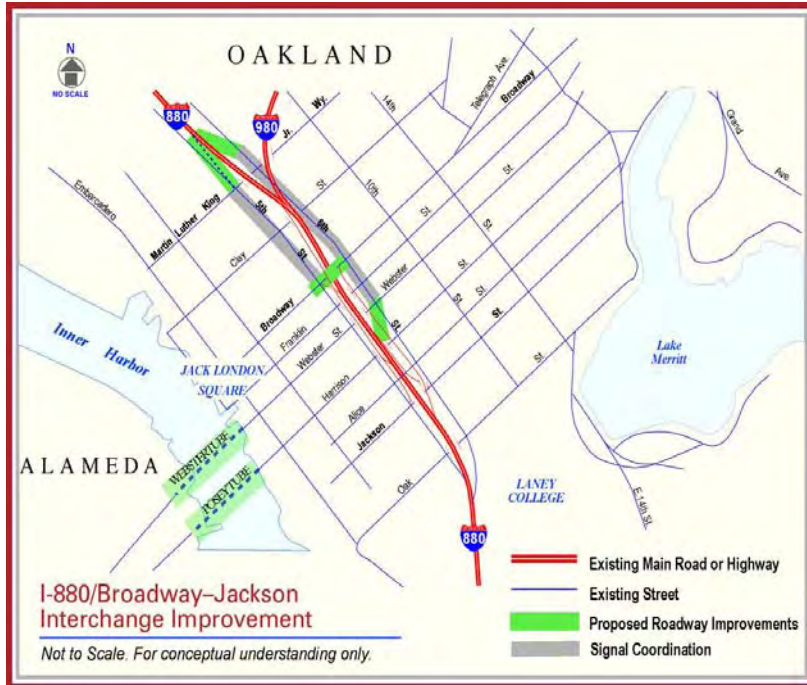 OAKLAND
N
NO SCALE
880
980
Jr. Wy.
14th
Telegraph Ave.
Broadway
Grand
Ave.
Embarcadero
Martin Luther King
5th
St.
6th
St
10th
St.
St.
St.
St
St
St.
St.
Clay
Webster
Broadway
Franklin
Webster St.
Harrison
Alice
Jackson
Oak
Inner Harbor
JACK LONDON
SQUARE
Lake
Merritt
ALAMEDA
WEBSTER TUBE
POSEY TUBE
LANEY
COLLEGE
E 14th St.
880
I-880/Broadway–Jackson
Interchange Improvement
Not to Scale. For conceptual understanding only.
Existing Main Road or Highway
Existing Street
Proposed Roadway Improvements
Signal Coordination